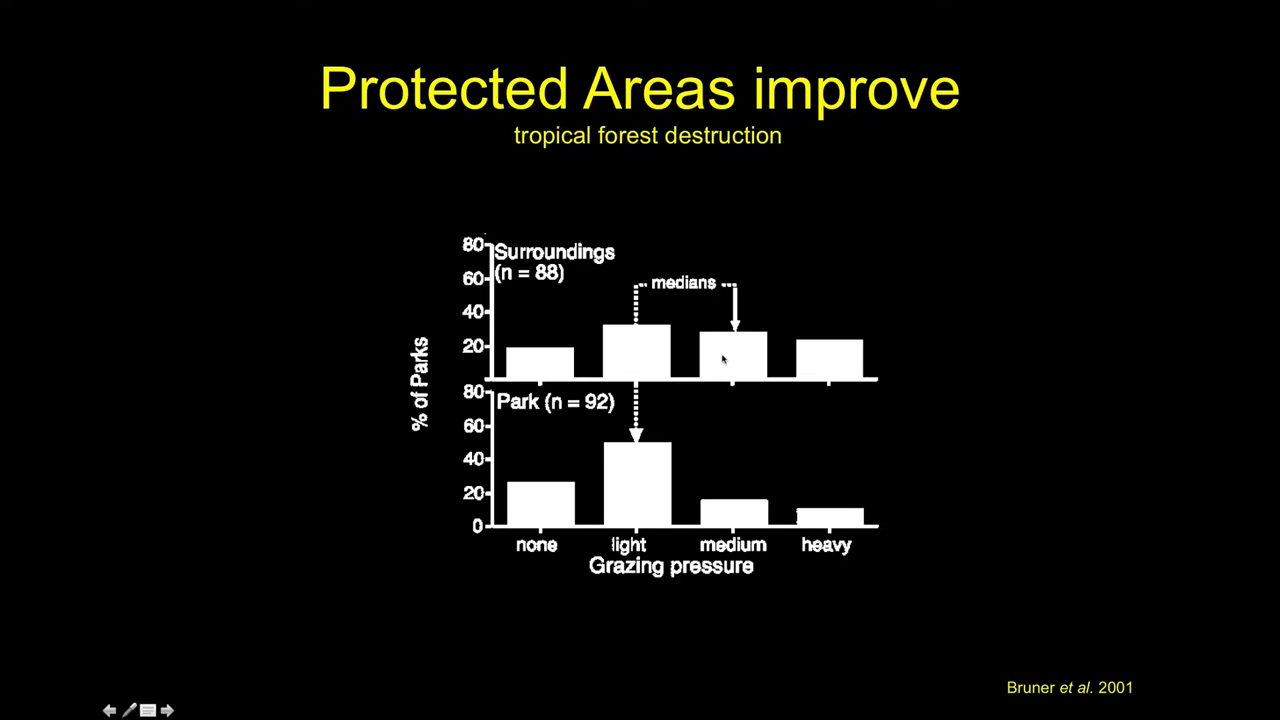 Protected Areas improve
tropical forest destruction
80
Surroundings
(n = 88)
60
medians
40
20
% of Parks
80
Park (n = 92)
60
40
20
0
none light medium heavy
Grazing pressure
Bruner et al. 2001